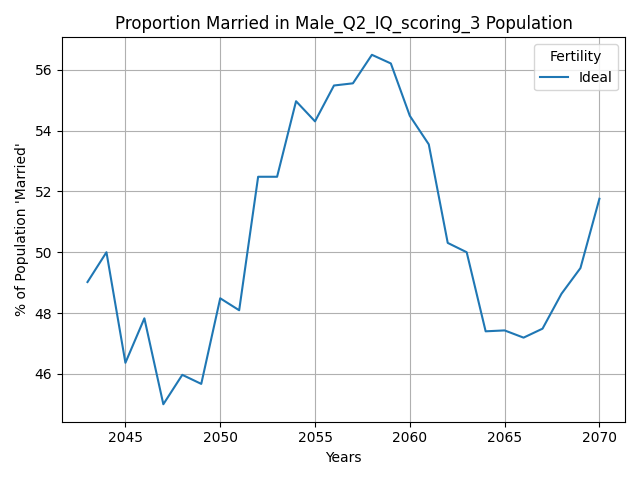 Proportion Married in Male_Q2_IQ_scoring_3 Population
Fertility
Ideal
% of Population 'Married'
56
54
52
50
48
46
2045 2050 2055 2060 2065 2070
Years